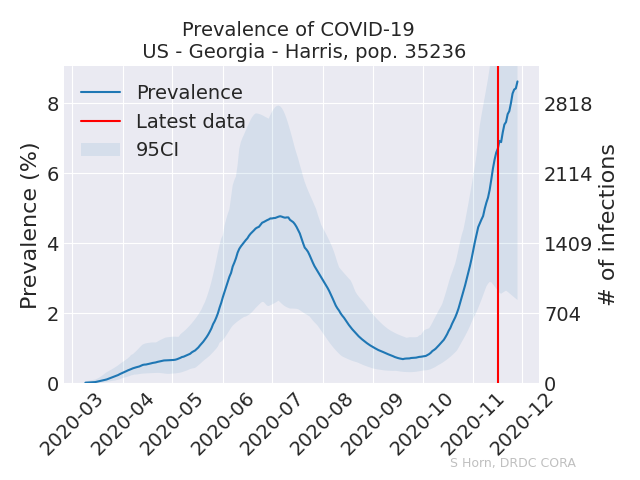 Prevalence of COVID-19
US - Georgia - Harris, pop. 35236
Prevalence
Latest data
95CI
Prevalence (%)
8
6
4
2
0
2818
2114
1409
704
0
# of infections
2020-03
2020-04
2020-05
2020-06
2020-07
2020-08
2020-09
2020-10
2020-11
2020-12
S Horn, DRDC CORA